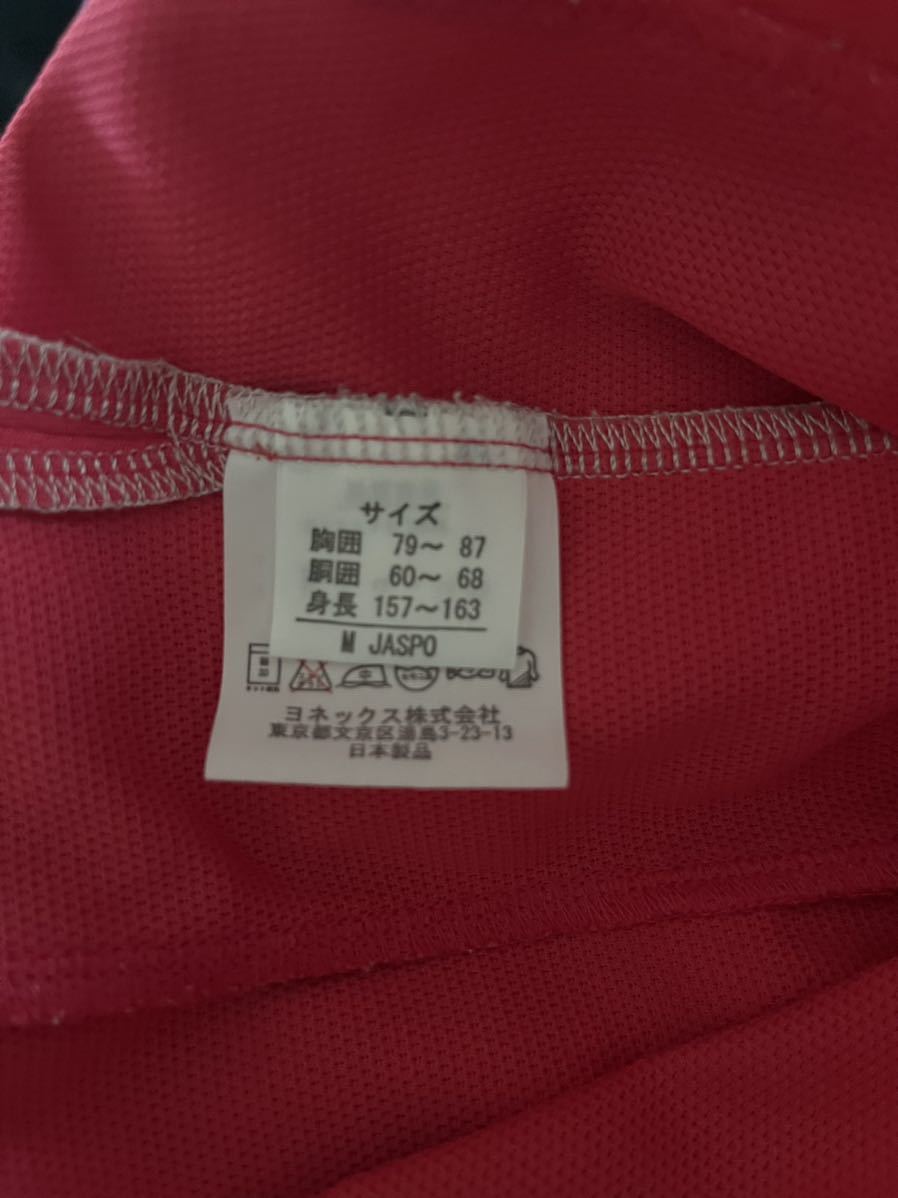 サイズ
胸囲 79〜 87
胴囲 60〜 68
身長 157〜163
M JASPO
中
ヨネックス株式会社
東京都文京区湯島3-23-13
日本製品